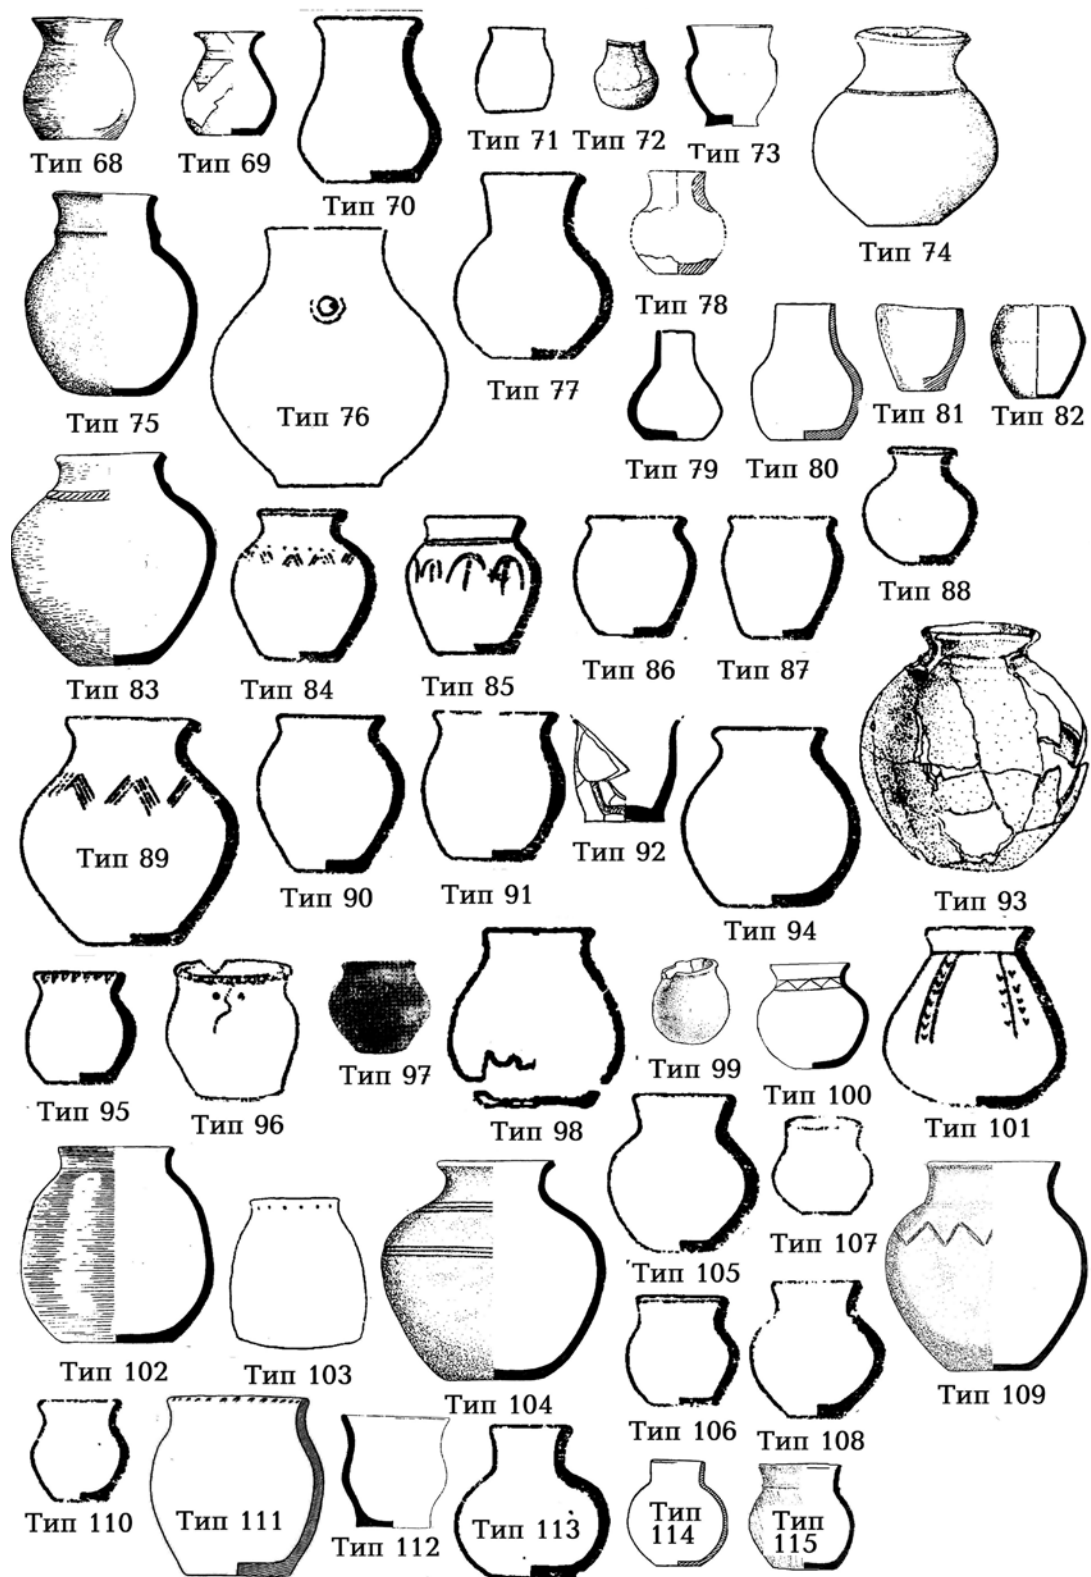 Тип 68
Тип 69
Тип 70
Тип 71
Тип 72
Тип 73
Тип 74
Тип 75
Тип 76
Тип 77
Тип 78
Тип 79
Тип 80
Тип 81
Тип 82
Тип 83
Тип 84
Тип 85
Тип 86
Тип 87
Тип 88
Тип 89
Тип 90
Тип 91
Тип 92
Тип 93
Тип 94
Тип 95
Тип 96
Тип 97
Тип 98
Тип 99
Тип 100
Тип 101
Тип 102
Тип 103
Тип 104
Тип 105
Тип 106
Тип 107
Тип 108
Тип 109
Тип 110
Тип 111
Тип 112
Тип 113
Тип
114
Тип
115